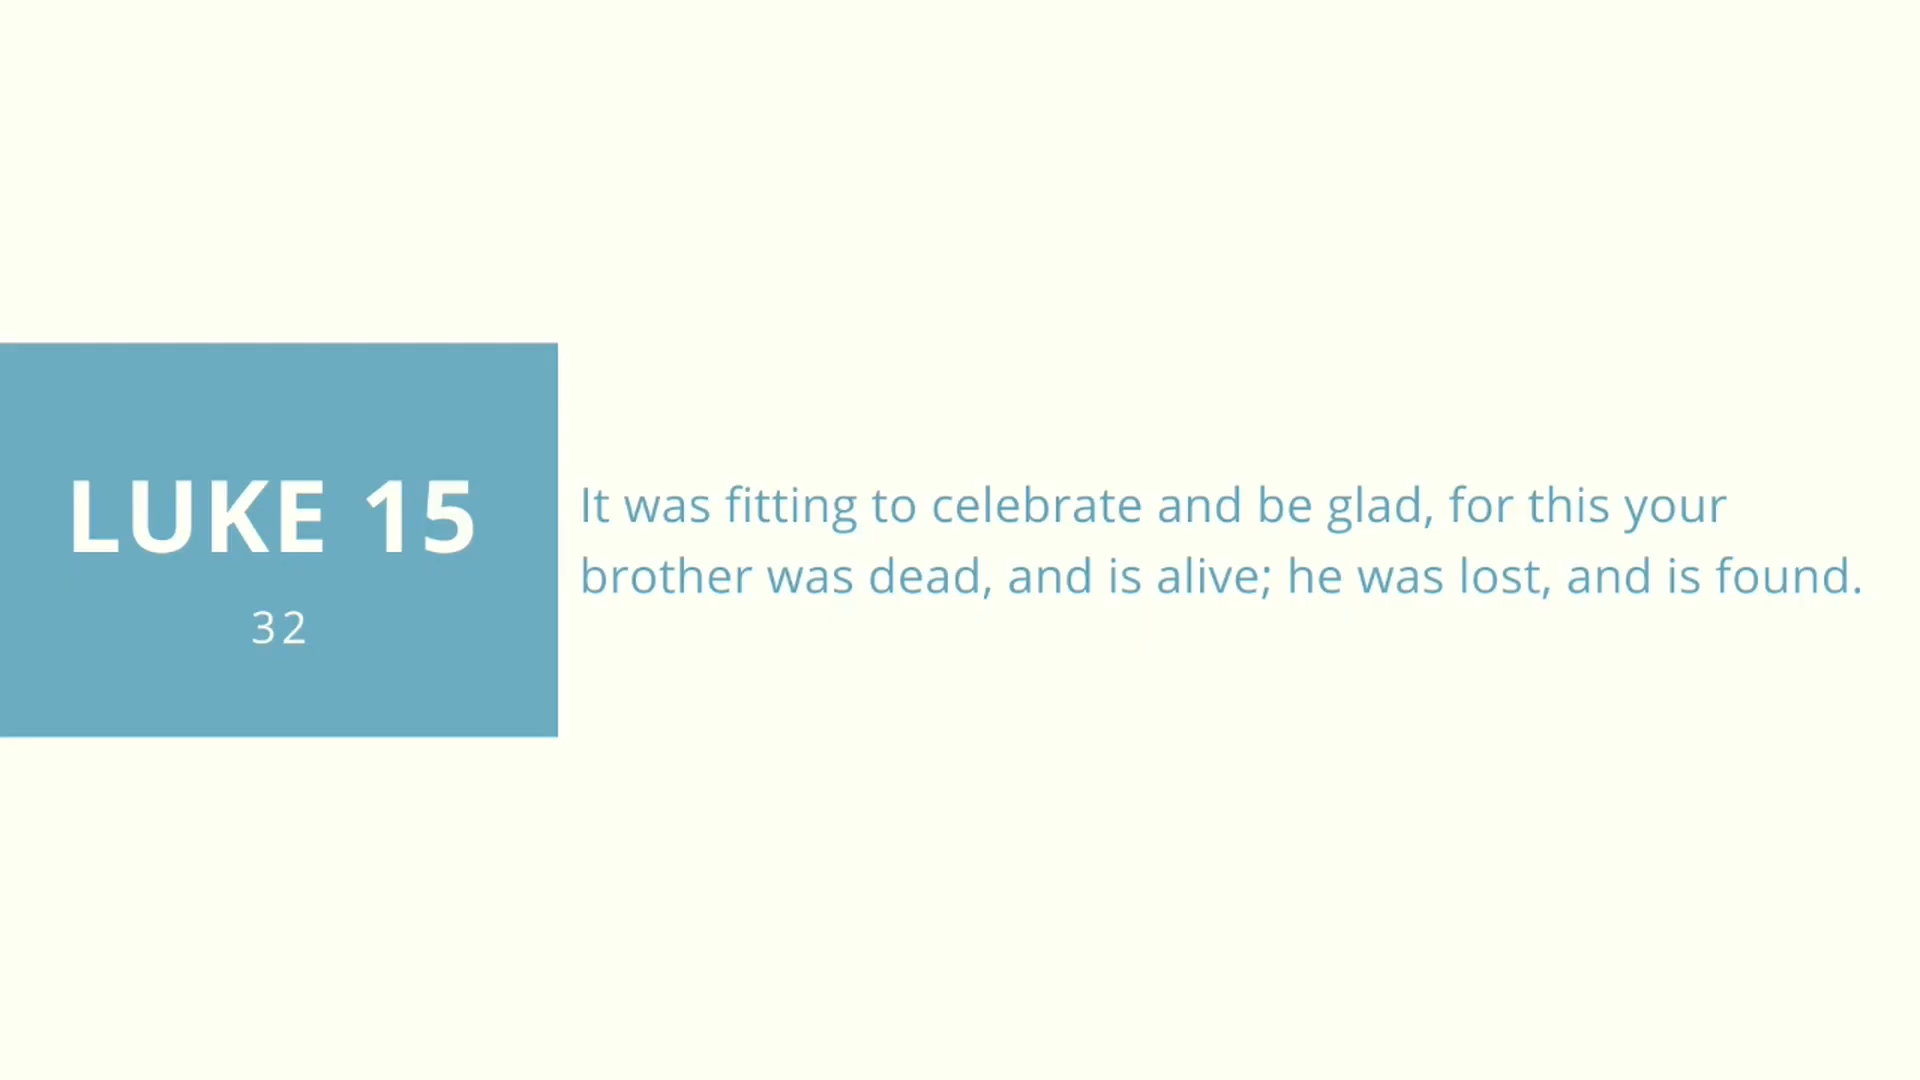 LUKE 15
32
It was fitting to celebrate and be glad, for this your
brother was dead, and is alive; he was lost, and is found.